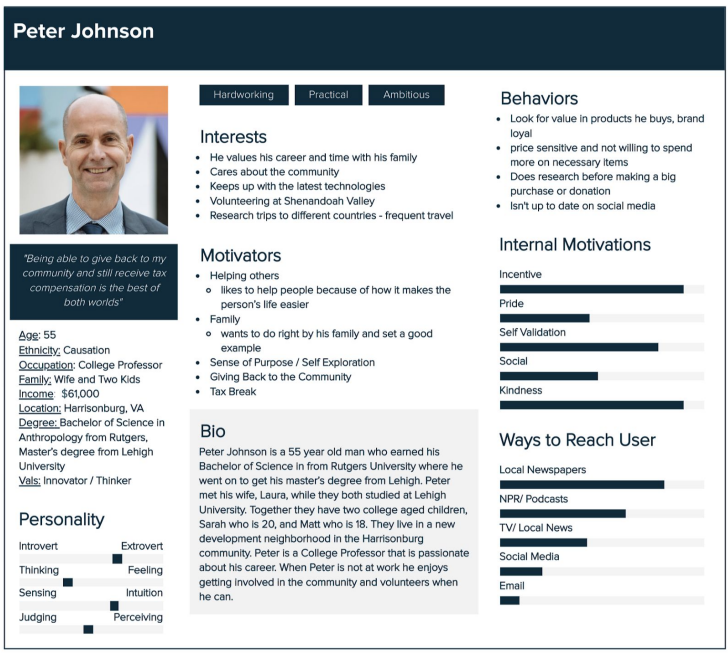 Peter Johnson
"Being able to give back to my
community and still receive tax
compensation is the best of
both worlds"
Age: 55
Ethnicity: Causation
Occupation: College Professor
Family: Wife and Two Kids
Income: $61,000
Location: Harrisonburg, VA
Degree: Bachelor of Science in
Anthropology from Rutgers,
Master's degree from Lehigh
University
Vals: Innovator / Thinker
Personality
Introvert Extrovert
Thinking Feeling
Sensing Intuition
Judging Perceiving
Hardworking Practical Ambitious
Interests
• He values his career and time with his family
• Cares about the community
• Keeps up with the latest technologies
• Volunteering at Shenandoah Valley
• Research trips to different countries - frequent travel
Motivators
• Helping others
o likes to help people because of how it makes the
person's life easier
• Family
o wants to do right by his family and set a good
example
• Sense of Purpose / Self Exploration
• Giving Back to the Community
• Tax Break
Bio
Peter Johnson is a 55 year old man who earned his
Bachelor of Science in from Rutgers University where he
went on to get his master's degree from Lehigh. Peter
met his wife, Laura, while they both studied at Lehigh
University. Together they have two college aged children,
Sarah who is 20, and Matt who is 18. They live in a new
development neighborhood in the Harrisonburg
community. Peter is a College Professor that is passionate
about his career. When Peter is not at work he enjoys
getting involved in the community and volunteers when
he can.
Behaviors
• Look for value in products he buys, brand
loyal
• price sensitive and not willing to spend
more on necessary items
• Does research before making a big
purchase or donation
• Isn't up to date on social media
Internal Motivations
Incentive
Pride
Self Validation
Social
Kindness
Ways to Reach User
Local Newspapers
NPR/ Podcasts
TV/ Local News
Social Media
Email